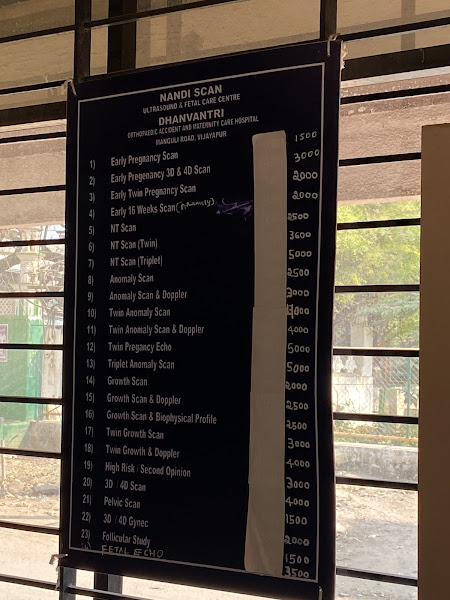 NANDI SCAN
ULTRASOUND & FETAL CARE CENTRE
DHANVANTRI
ORTHOPAEDIC ACCIDENT AND MATERNITY CARE HOSPITAL
MANGULI ROAD, VIJAYAPUR
1) Early Pregnancy Scan 1500
2) Early Pregenancy 3D & 4D Scan 3000
3) Early Twin Pregnancy Scan 2000
4) Early 16 Weeks Scan 2000
5) NT Scan 2500
6) NT Scan (Twin) 3600
7) NT Scan (Triplet) 5000
8) Anomaly Scan 2500
9) Anomaly Scan & Doppler 3000
10) Twin Anomaly Scan
11) Twin Anomaly Scan & Doppler 4000
12) Twin Pregancy Echo 5000
13) Triplet Anomaly Scan 5000
14) Growth Scan 2000
15) Growth Scan & Doppler 2500
16) Growth Scan & Biophysical Profile 2500
17) Twin Growth Scan 3000
18) Twin Growth & Doppler 4000
19) High Risk / Second Opinion 3000
20) 3D / 4D Scan 4000
21) Pelvic Scan 1500
22) 3D / 4D Gynec 2000
23) Follicular Study 1500
FETAL ECHO 3500